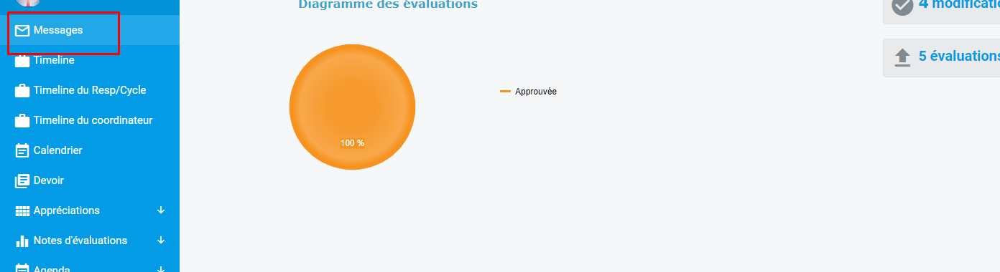 Diagramme des évaluations
Messages
Timeline
Timeline du Resp/Cycle
Timeline du coordinateur
Calendrier
Devoir
Appréciations
Notes d'évaluations
Agenda
100 %
Approuvée
4 modificatio
5 évaluations